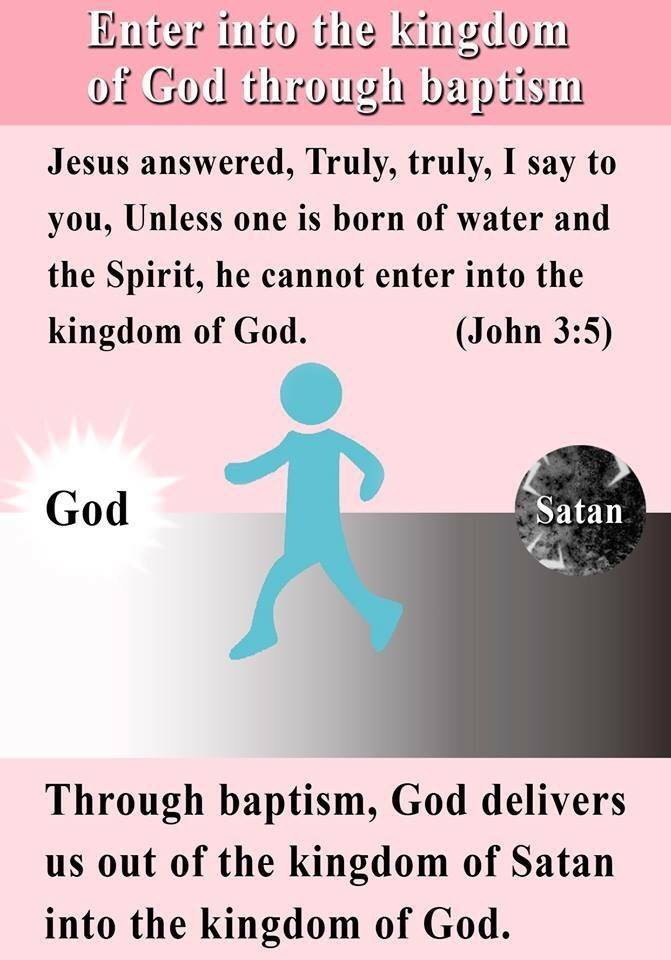 Enter into the kingdom
of God through baptism
Jesus answered, Truly, truly, I say to
you, Unless one is born of water and
the Spirit, he cannot enter into the
kingdom of God. (John 3:5)
God
Satan
Through baptism, God delivers
us out of the kingdom of Satan
into the kingdom of God.